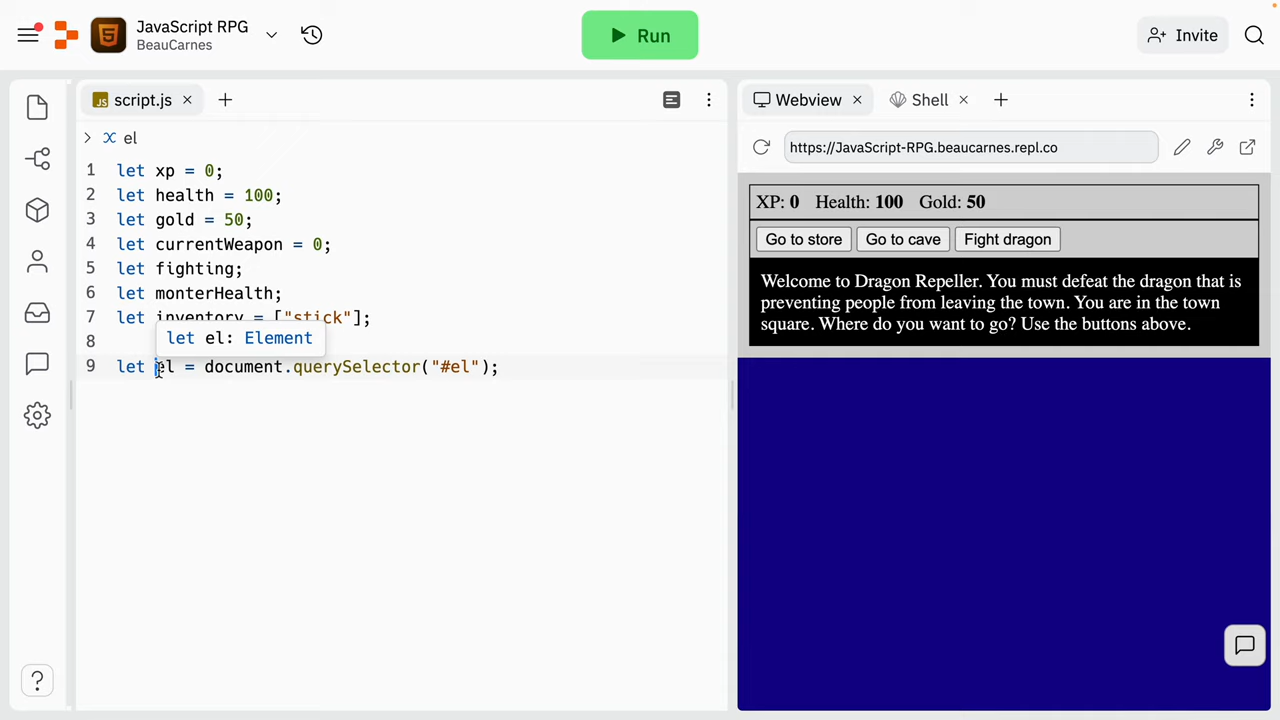 JavaScript RPG
BeauCarnes
Run
Invite
JS script.js
el
1 let xp = 0;
2 let health = 100;
3 let gold = 50;
4 let currentWeapon = 0;
5 let fighting;
6 let monterHealth;
7 let inventory = ["stick"];
let el: Element
8
9 let el = document.querySelector("#el");
Webview
Shell
https://JavaScript-RPG.beaucarnes.repl.co
XP: 0 Health: 100 Gold: 50
Go to store Go to cave Fight dragon
Welcome to Dragon Repeller. You must defeat the dragon that is
preventing people from leaving the town. You are in the town
square. Where do you want to go? Use the buttons above.
?